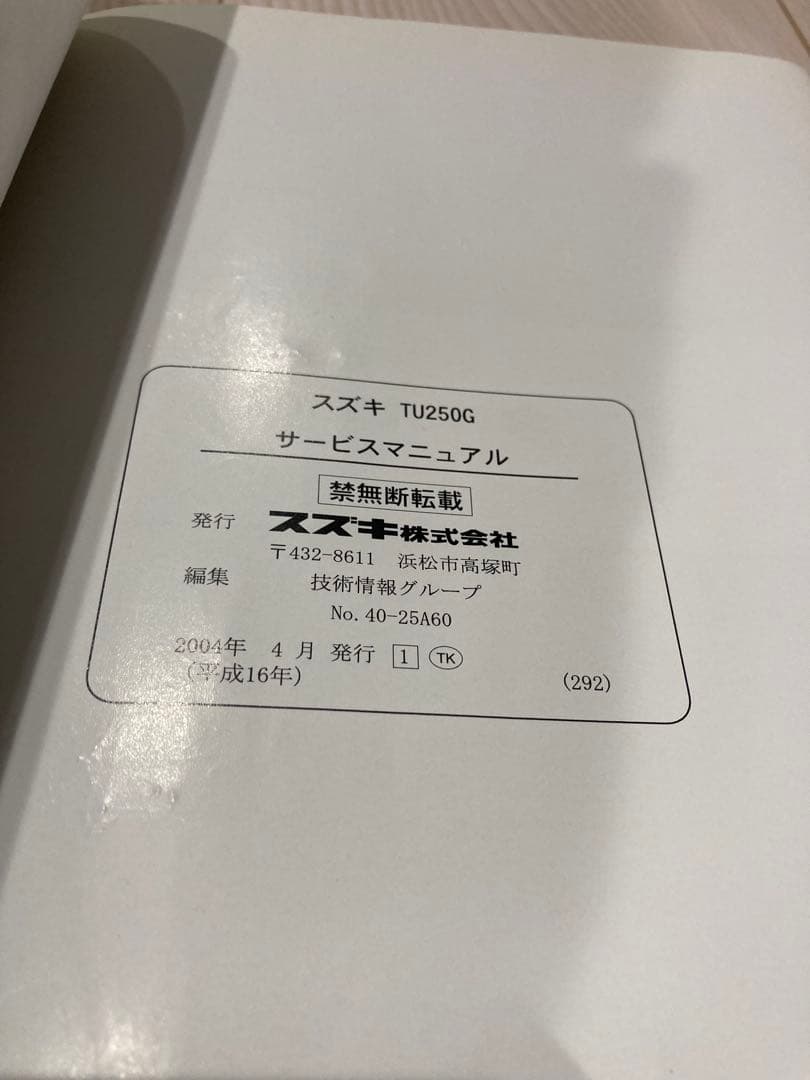 スズキ TU250G
サービスマニュアル
禁無断転載
発行 スズキ株式会社
〒432-8611 浜松市高塚町
編集 技術情報グループ
No. 40-25A60
2004年 4月 発行 1 TK
(平成16年) (292)